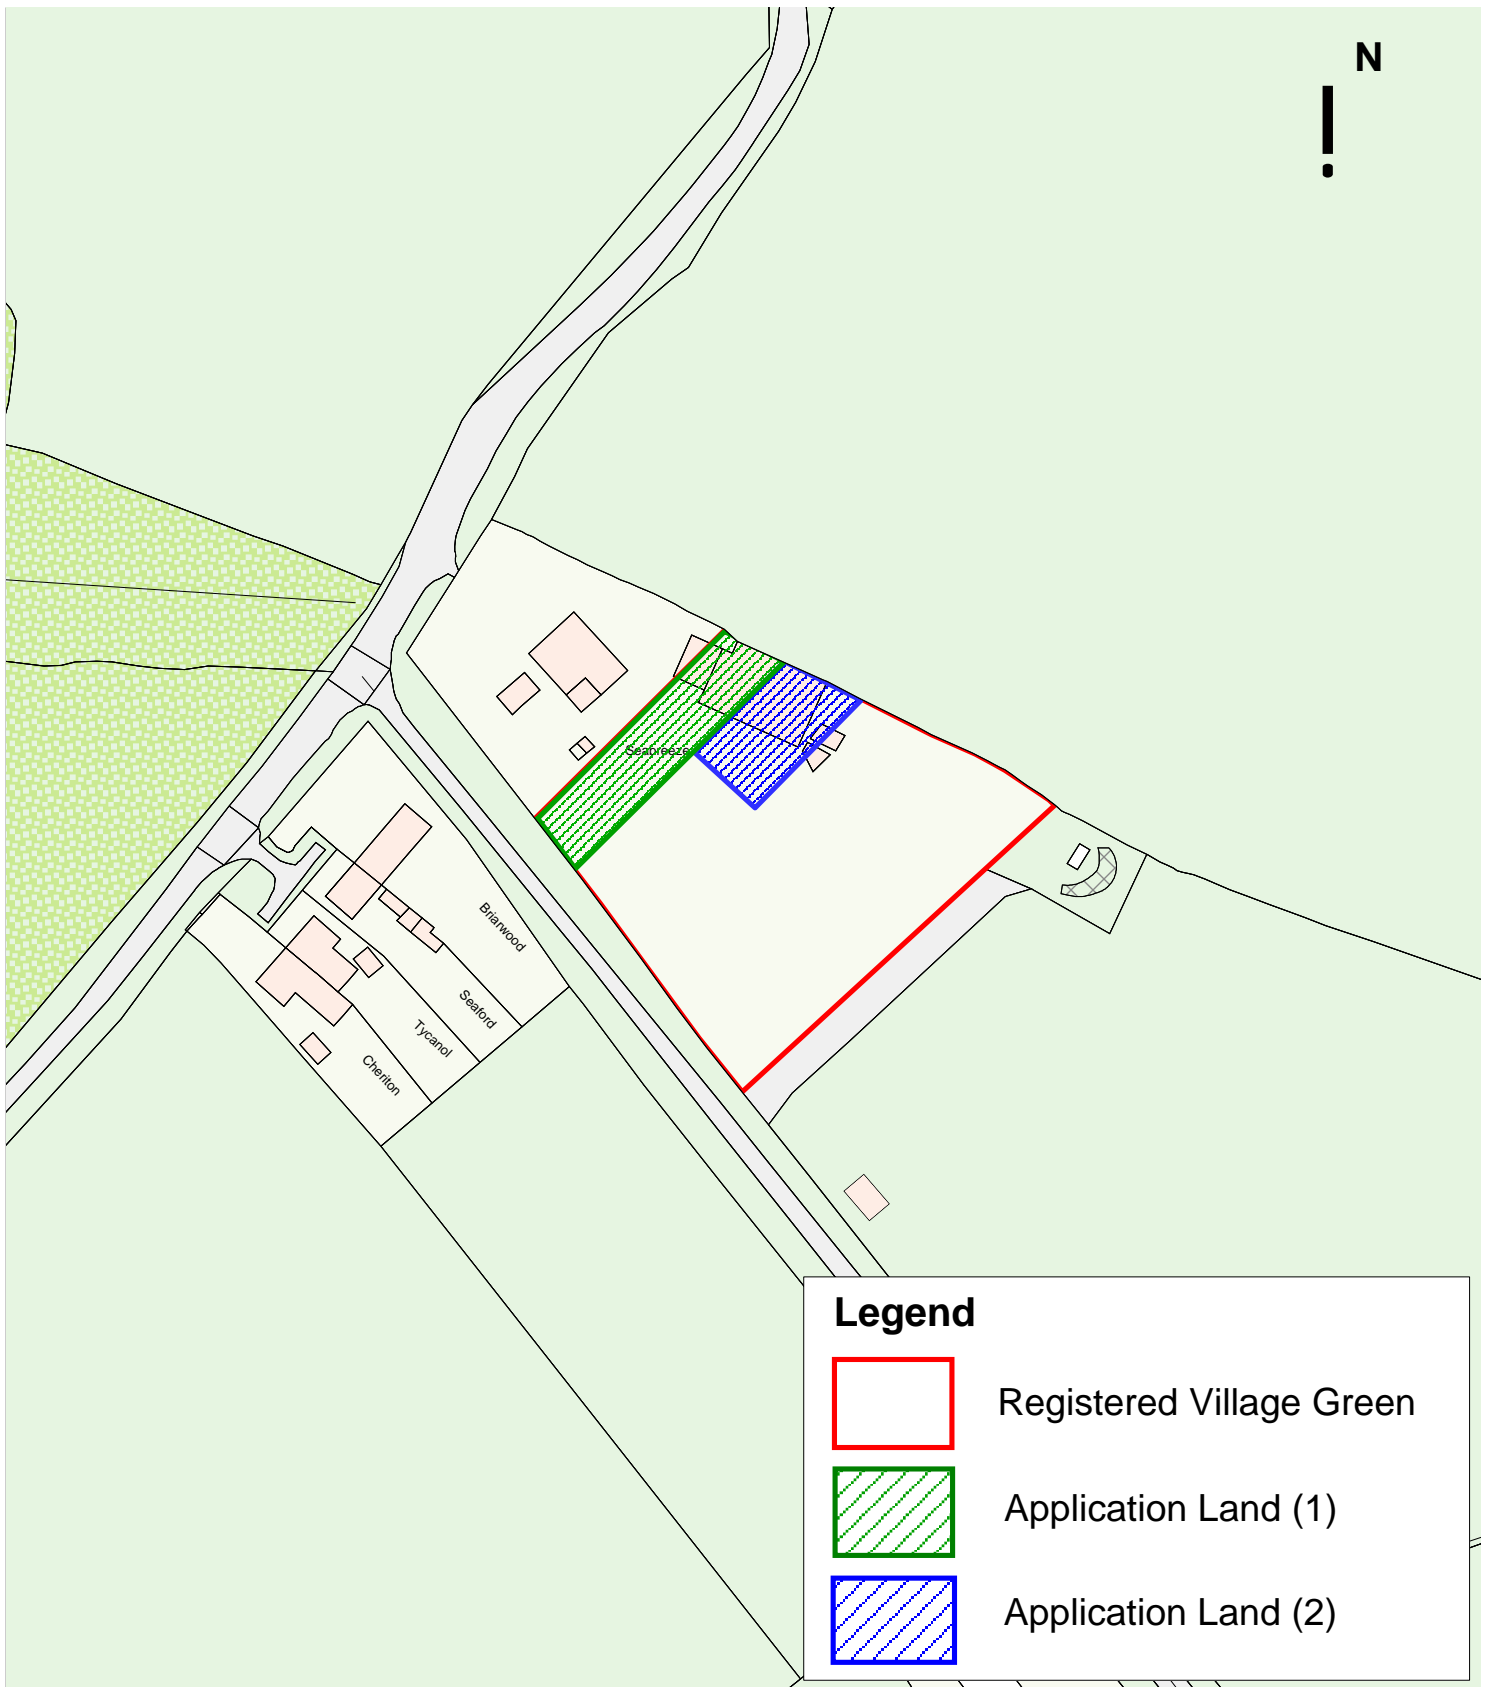 N
Seabreeze
Briarwood
Seaford
Tycanol
Cheriton
Legend
Registered Village Green
Application Land (1)
Application Land (2)